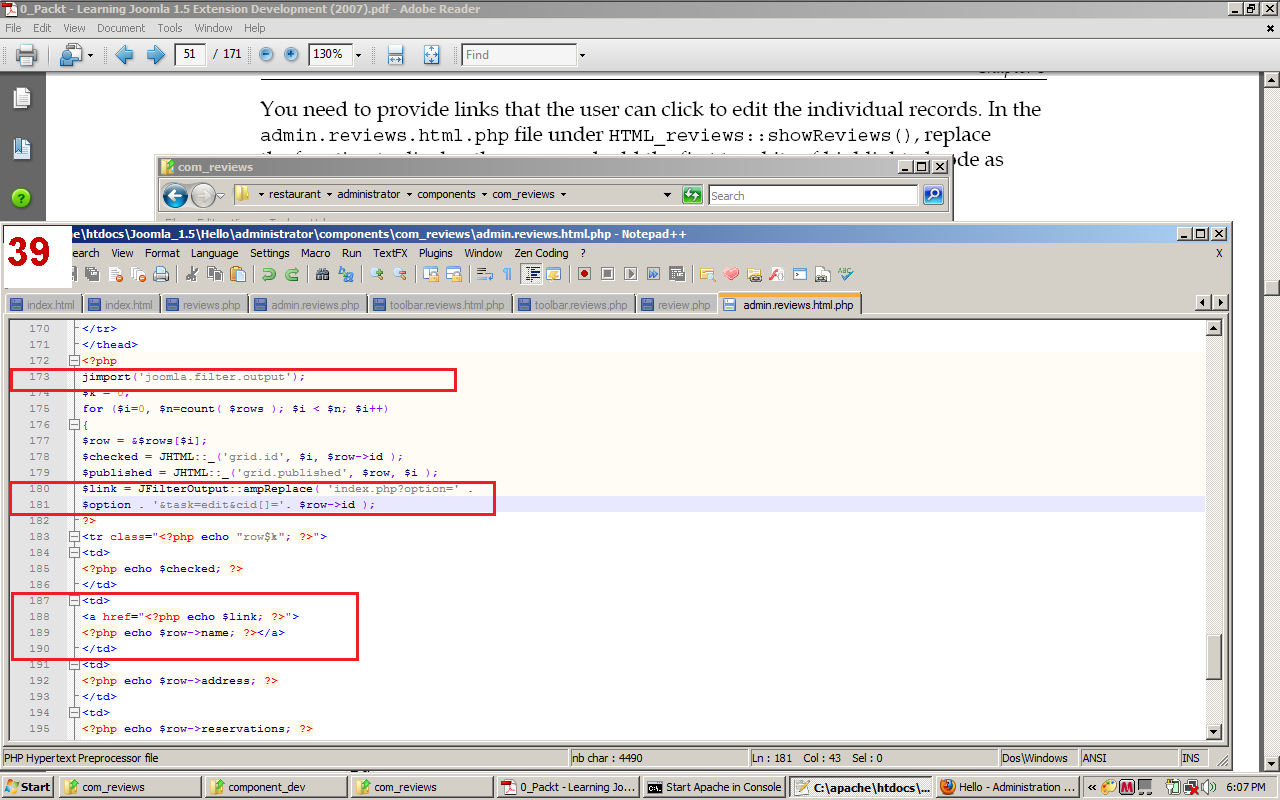 0_Packt - Learning Joomla 1.5 Extension Development (2007).pdf - Adobe Reader
File Edit View Document Tools Window Help
51 / 171 130% Find
You need to provide links that the user can click to edit the individual records. In the
admin.reviews.html.php file under HTML_reviews::showReviews(), replace
com_reviews
restaurant administrator components com_reviews Search
39
\htdocs\Joomla_1.5\Hello\administrator\components\com_reviews\admin.reviews.html.php - Notepad++
earch View Format Language Settings Macro Run TextFX Plugins Window Zen Coding ? X
index.html index.html reviews.php admin.reviews.php toolbar.reviews.html.php toolbar.reviews.php review.php admin.reviews.html.php
170 </tr>
171 </thead>
172 <?php
173 jimport('joomla.filter.output');
174 $k = 0;
175 for ($i=0, $n=count( $rows ); $i < $n; $i++)
176 {
177 $row = &$rows[$i];
178 $checked = JHTML::_('grid.id', $i, $row->id );
179 $published = JHTML::_('grid.published', $row, $i );
180 $link = JFilterOutput::ampReplace( 'index.php?option=' .
181 $option . '&task=edit&cid[]='. $row->id );
182 ?>
183 <tr class="<?php echo "row$k"; ?>">
184 <td>
185 <?php echo $checked; ?>
186 </td>
187 <td>
188 <a href="<?php echo $link; ?>">
189 <?php echo $row->name; ?></a>
190 </td>
191 <td>
192 <?php echo $row->address; ?>
193 </td>
194 <td>
195 <?php echo $row->reservations; ?>
PHP Hypertext Preprocessor file nb char : 4490 Ln : 181 Col : 43 Sel : 0 Dos\Windows ANSI INS
Start com_reviews component_dev com_reviews 0_Packt - Learning Jo... Start Apache in Console C:\apache\htdocs\... Hello - Administration ... « 6:07 PM